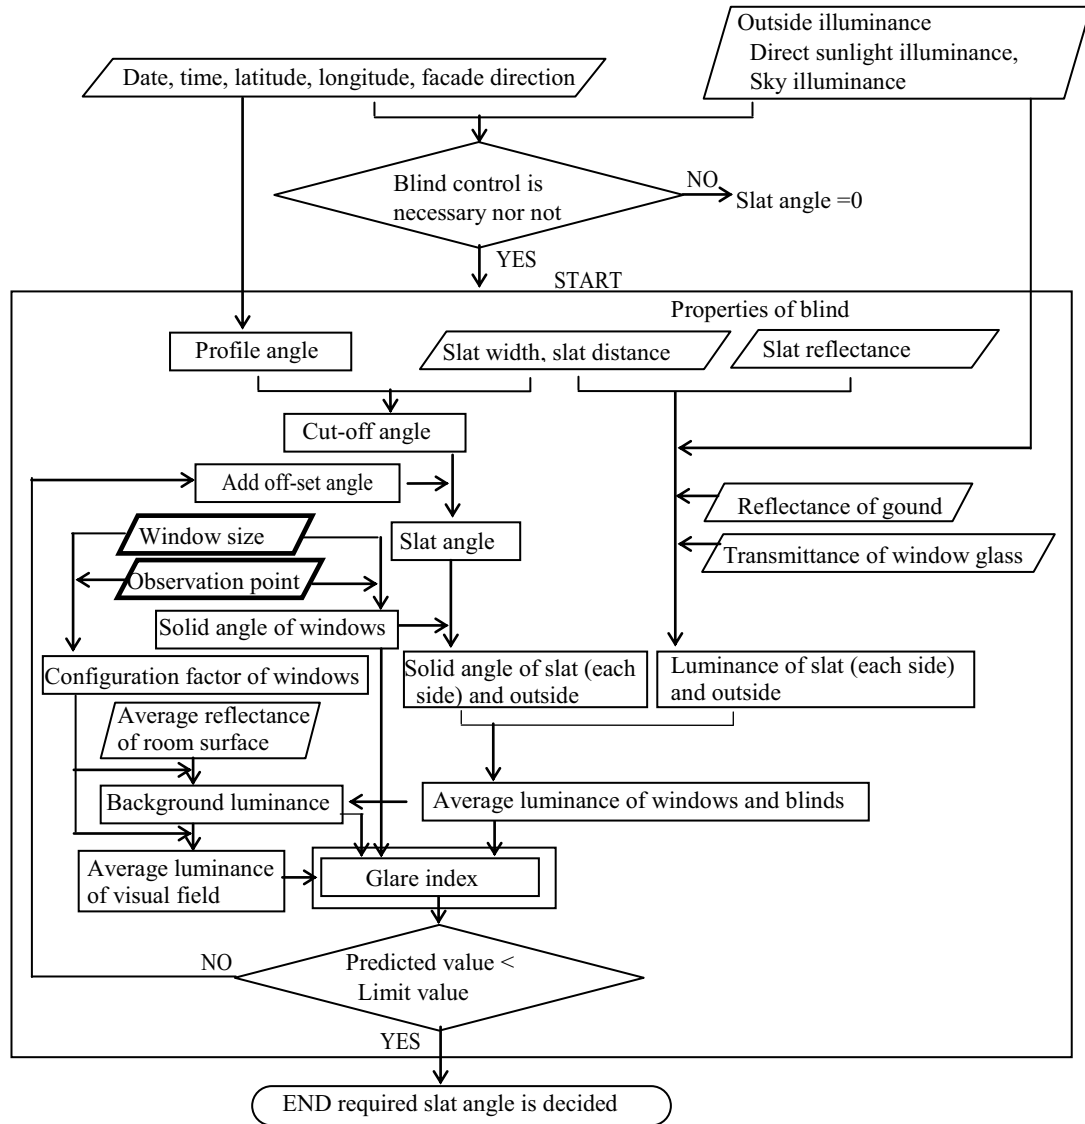 Outside illuminance
Direct sunlight illuminance,
Sky illuminance
Date, time, latitude, longitude, facade direction
Blind control is
necessary nor not
NO
Slat angle =0
YES
START
Properties of blind
Profile angle
Slat width, slat distance
Slat reflectance
Cut-off angle
Add off-set angle
Reflectance of gound
Window size
Slat angle
Transmittance of window glass
Observation point
Solid angle of windows
Configuration factor of windows
Solid angle of slat (each
side) and outside
Luminance of slat (each side)
and outside
Average reflectance
of room surface
Background luminance
Average luminance of windows and blinds
Average luminance
of visual field
Glare index
NO
Predicted value <
Limit value
YES
END required slat angle is decided